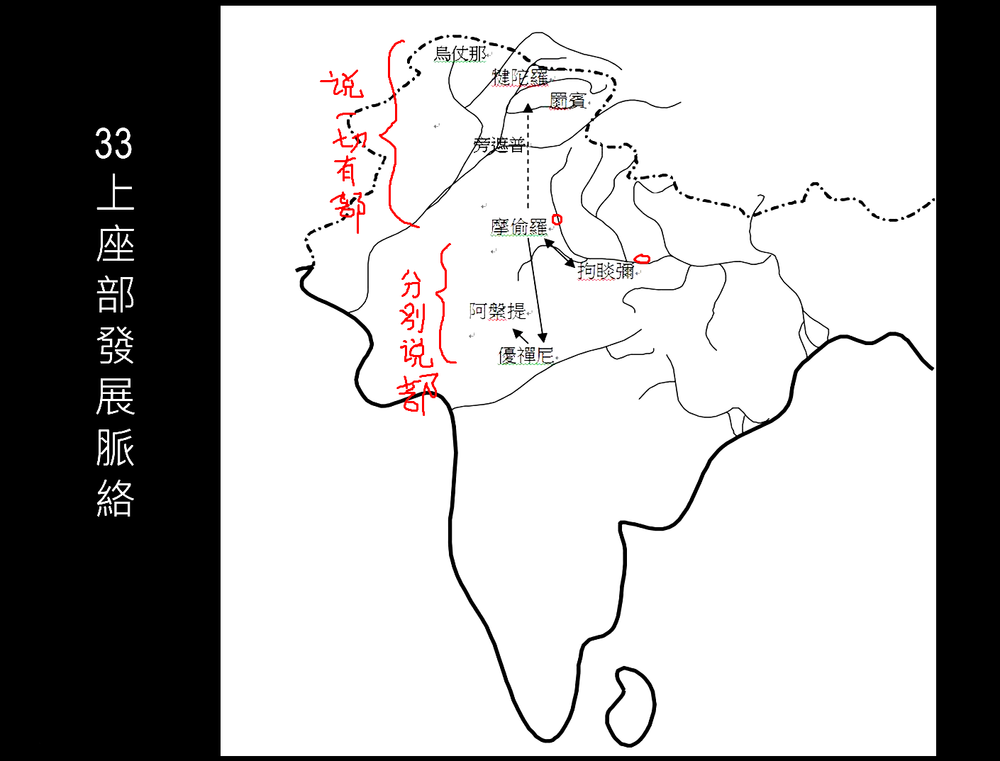 33上座部發展脈絡
烏仗那
犍陀羅
罽賓
旁遮普
摩偷羅
拘睒彌
阿槃提
優禪尼
说一切有部
分别说部